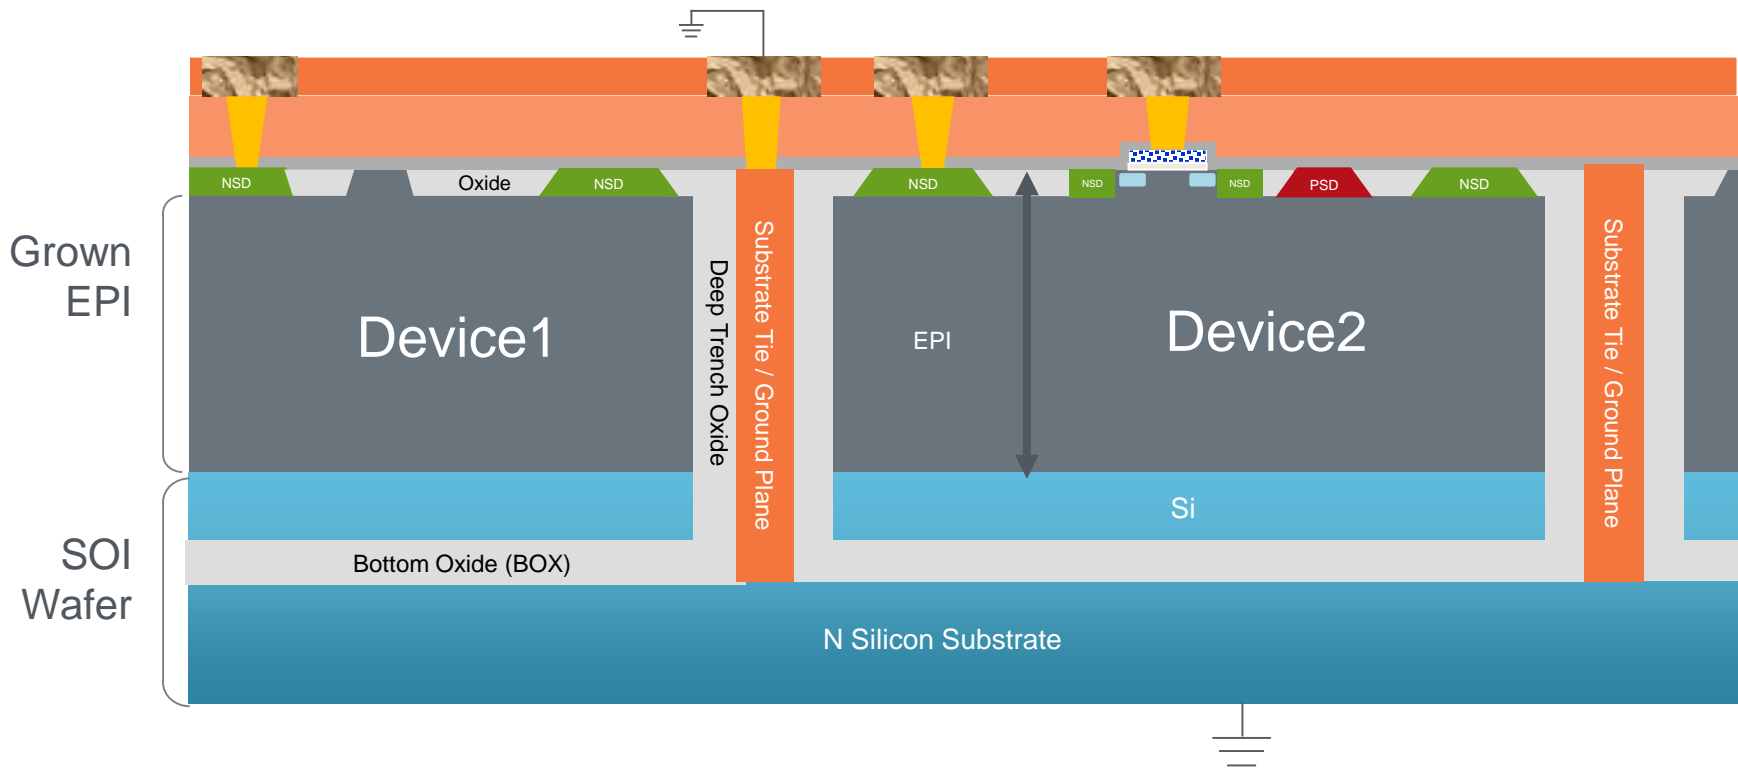 NSD
Oxide
NSD
NSD
NSD
NSD
PSD
NSD
Grown
EPI
Device1
Deep Trench Oxide
Substrate Tie / Ground Plane
EPI
Device2
Substrate Tie / Ground Plane
Si
SOI
Wafer
Bottom Oxide (BOX)
N Silicon Substrate